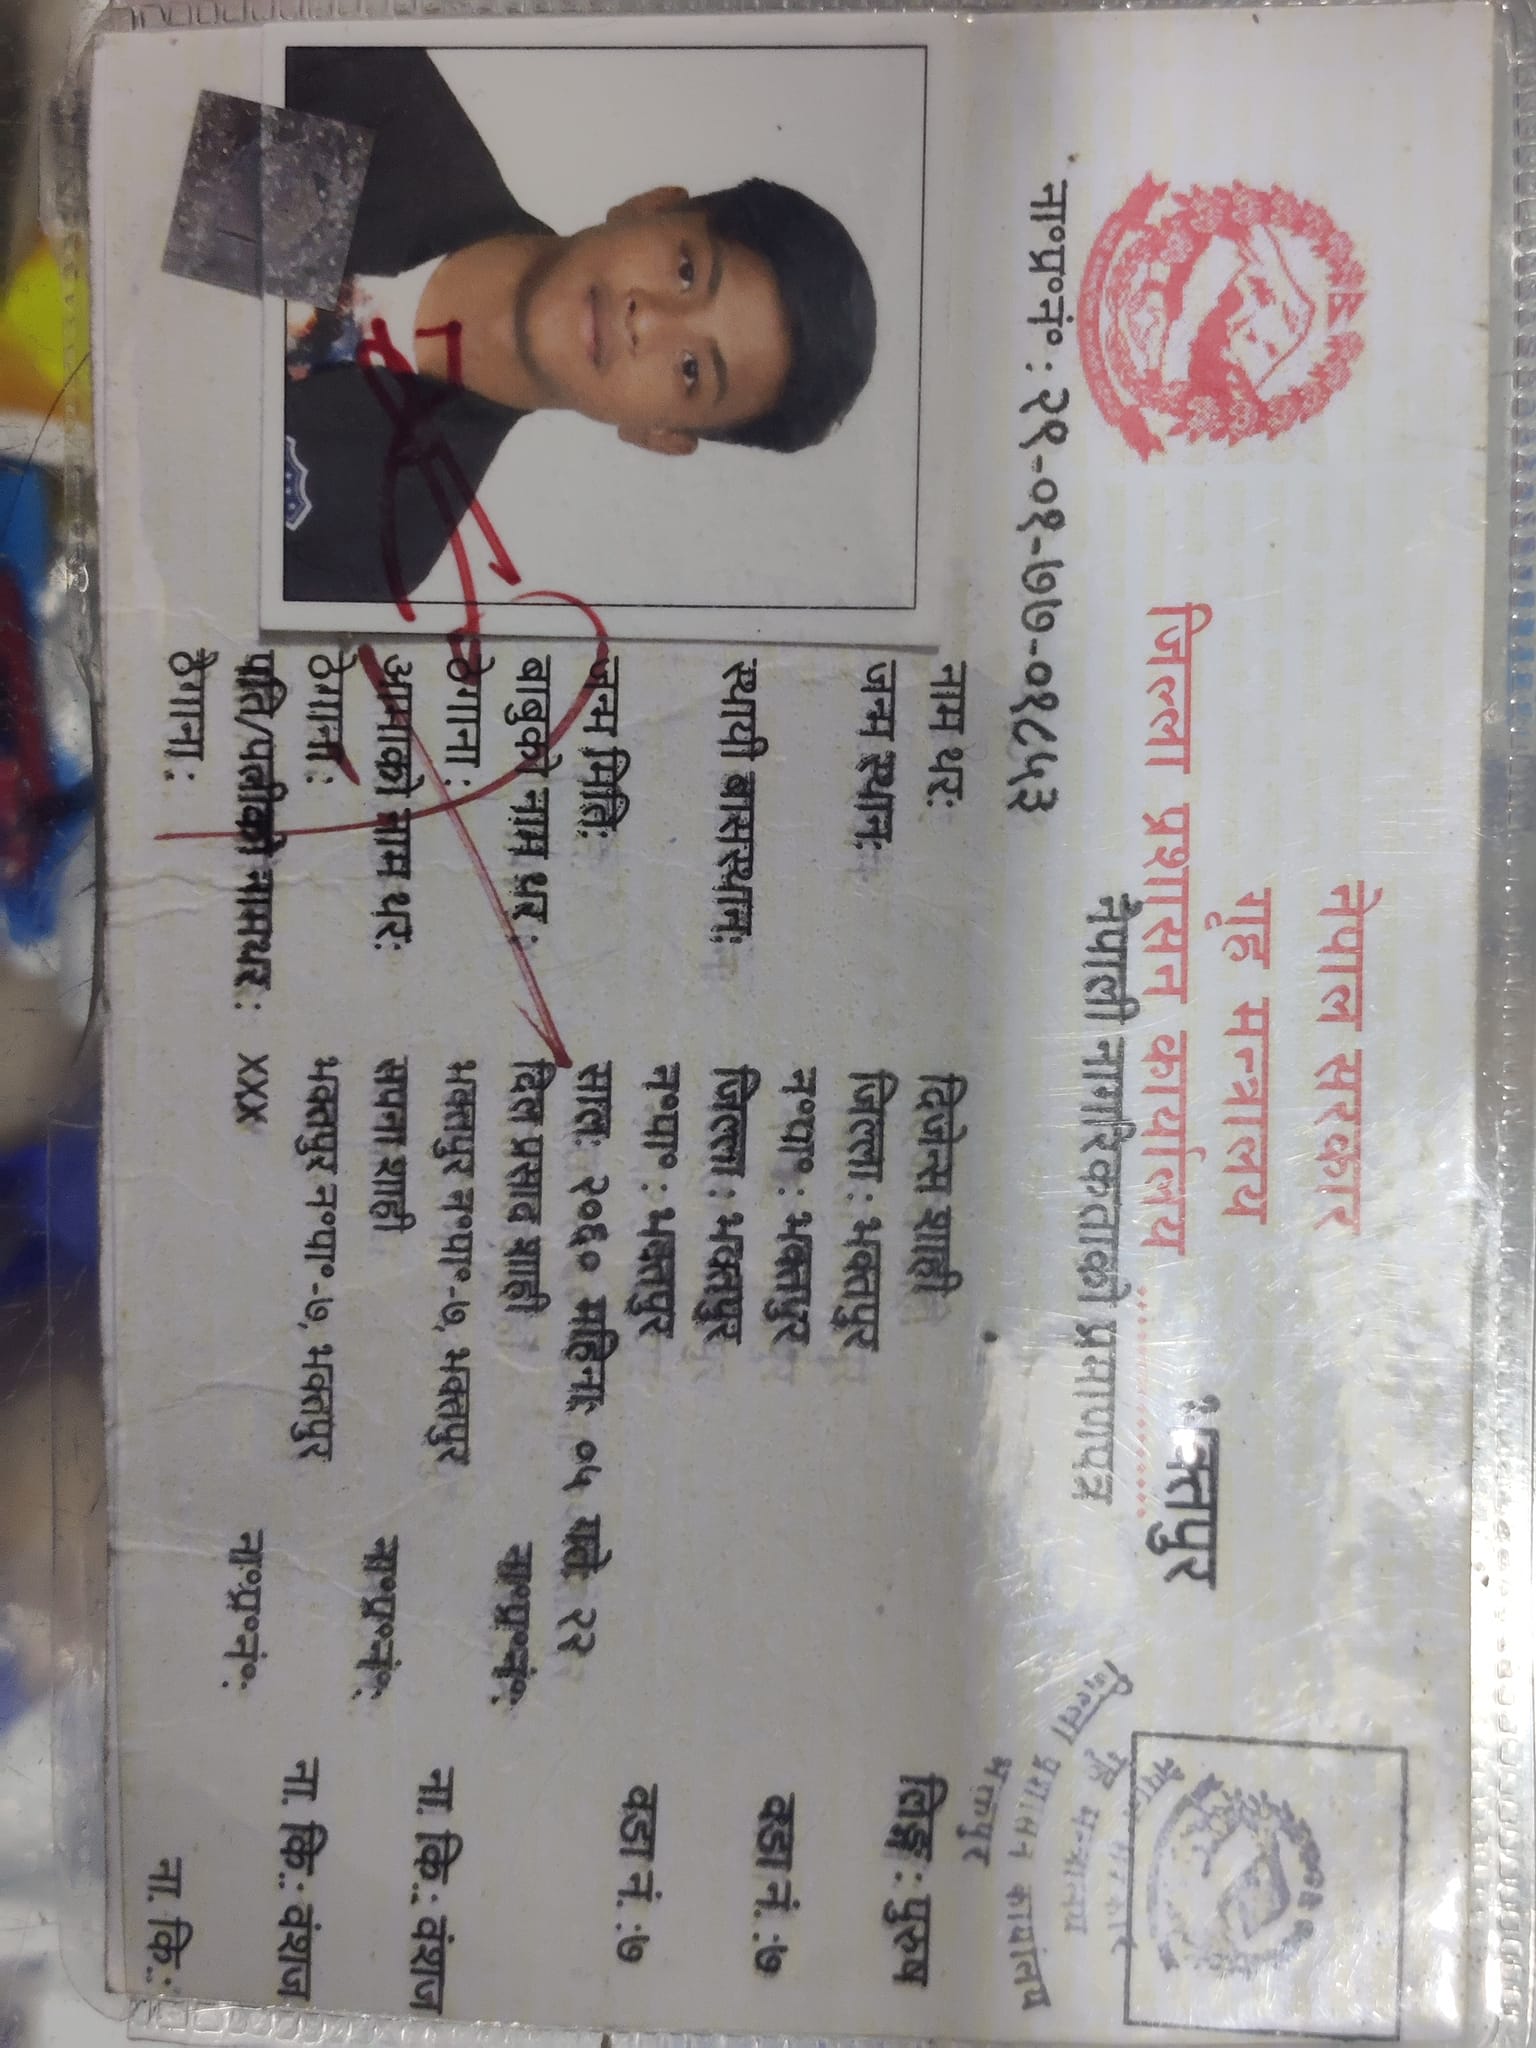 नेपाल सरकार
गृह मन्त्रालय
जिल्ला प्रशासन कार्यालय
नेपाली नागरिकताको प्रमाणपत्र
नेपाल सरकार
गृह मन्त्रालय
जिल्ला प्रशासन कार्यालय
भक्तपुर
ना॰प्र॰नं॰ : २९-०१-७७-०१८५३
नाम थर: दिजेन्स शाही लिङ्ग : पुरुष
जन्म स्थान: जिल्ला : भक्तपुर
न॰पा॰ : भक्तपुर वडा नं. :७
स्थायी बासस्थान: जिल्ला : भक्तपुर
न॰पा॰ : भक्तपुर वडा नं. :७
जन्म मिति: साल: २०६० महिना: ०५ गते: २२
बाबुको नाम थर : दिल प्रसाद शाही ना॰प्र॰नं॰:
ठेगाना : भक्तपुर न॰पा॰-७, भक्तपुर ना. कि.: वंशज
आमाको नाम थर: सपना शाही ना॰प्र॰नं॰:
ठेगाना : भक्तपुर न॰पा॰-७, भक्तपुर ना. कि.: वंशज
पति/पत्नीको नामथर : xxx ना॰प्र॰नं॰:
ठेगाना : ना. कि.: